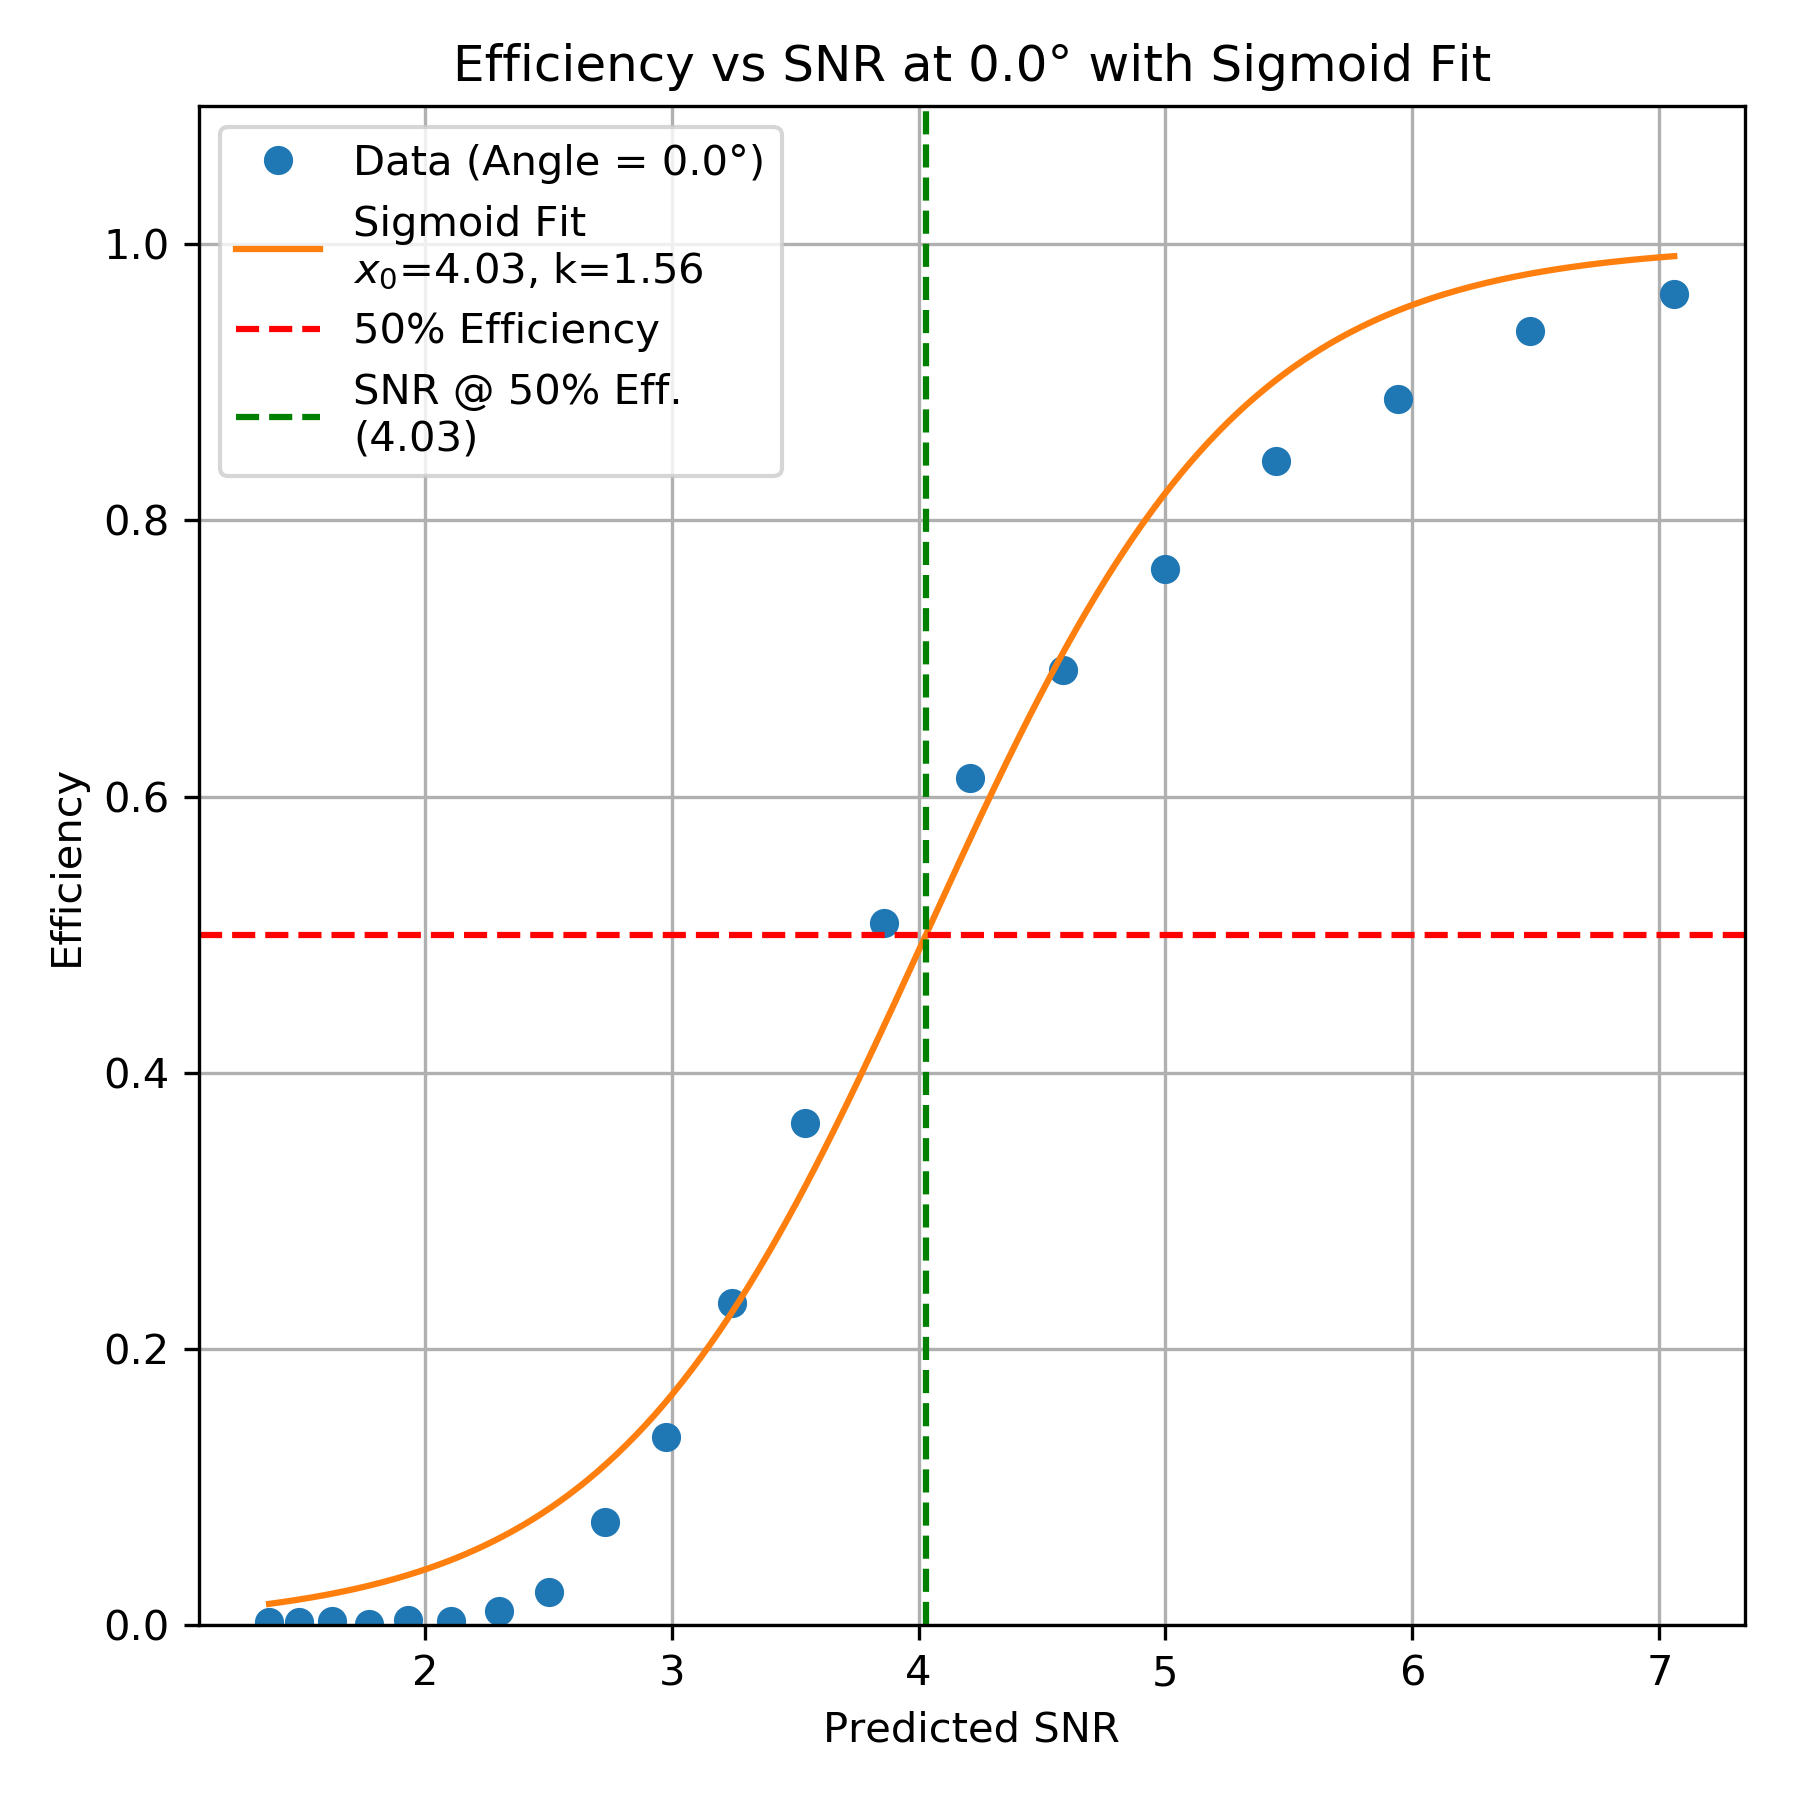 Efficiency vs SNR at 0.0° with Sigmoid Fit
Data (Angle = 0.0°)
Sigmoid Fit
x₀=4.03, k=1.56
50% Efficiency
SNR @ 50% Eff.
(4.03)
Efficiency
1.0
0.8
0.6
0.4
0.2
0.0
2 3 4 5 6 7
Predicted SNR